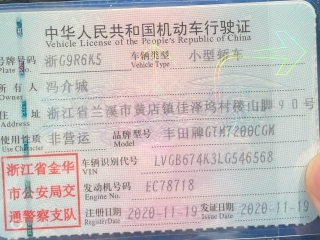 中华人民共和国机动车行驶证
Vehicle License of the People's Republic of China
号牌号码 浙G9R6K5 车辆类型 小型轿车
Plate No. Vehicle Type
所有人 冯介城
Owner
址 浙江省兰溪市黄店镇佳泽坞村楼山脚90号
使用性质 非营运 品牌型号 丰田牌GTM7200CGM
Use Character Model
浙江省金华
市公安局交
通警察支队
车辆识别代号 LVGB674K3LG546568
VIN
发动机号码 EC78718
Engine No.
注册日期 2020-11-19 发证日期 2020-11-19
Register Date Issue Date